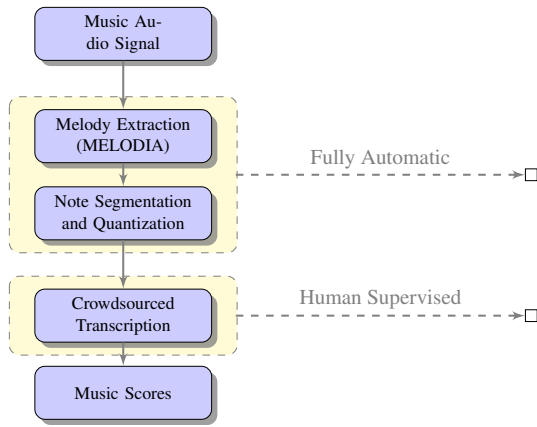 Music Au-
dio Signal
Melody Extraction
(MELODIA)
Fully Automatic
Note Segmentation
and Quantization
Crowdsourced
Transcription
Human Supervised
Music Scores